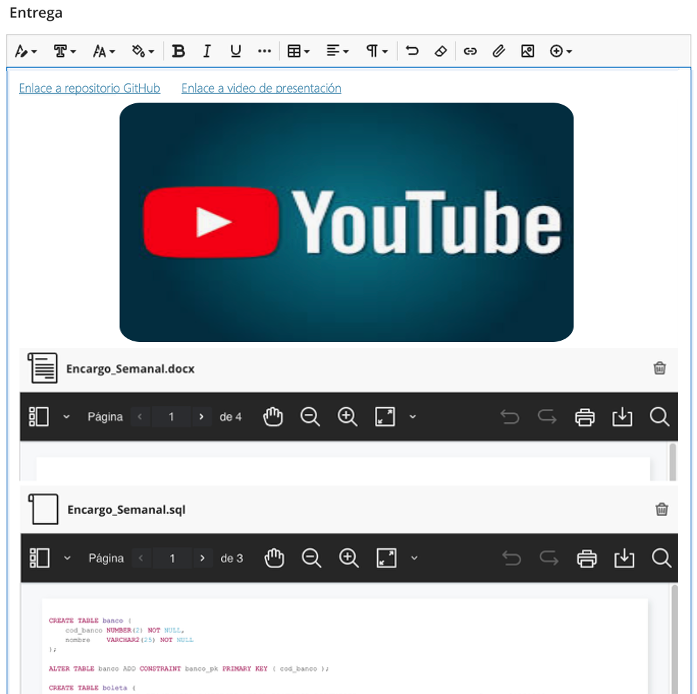 Entrega
Enlace a repositorio GitHub Enlace a video de presentación
YouTube
Encargo_Semanal.docx
Página 1 de 4
Encargo_Semanal.sql
Página 1 de 3
CREATE TABLE banco (
cod_banco NUMBER(2) NOT NULL,
nombre VARCHAR2(25) NOT NULL
);
ALTER TABLE banco ADD CONSTRAINT banco_pk PRIMARY KEY ( cod_banco );
CREATE TABLE boleta (